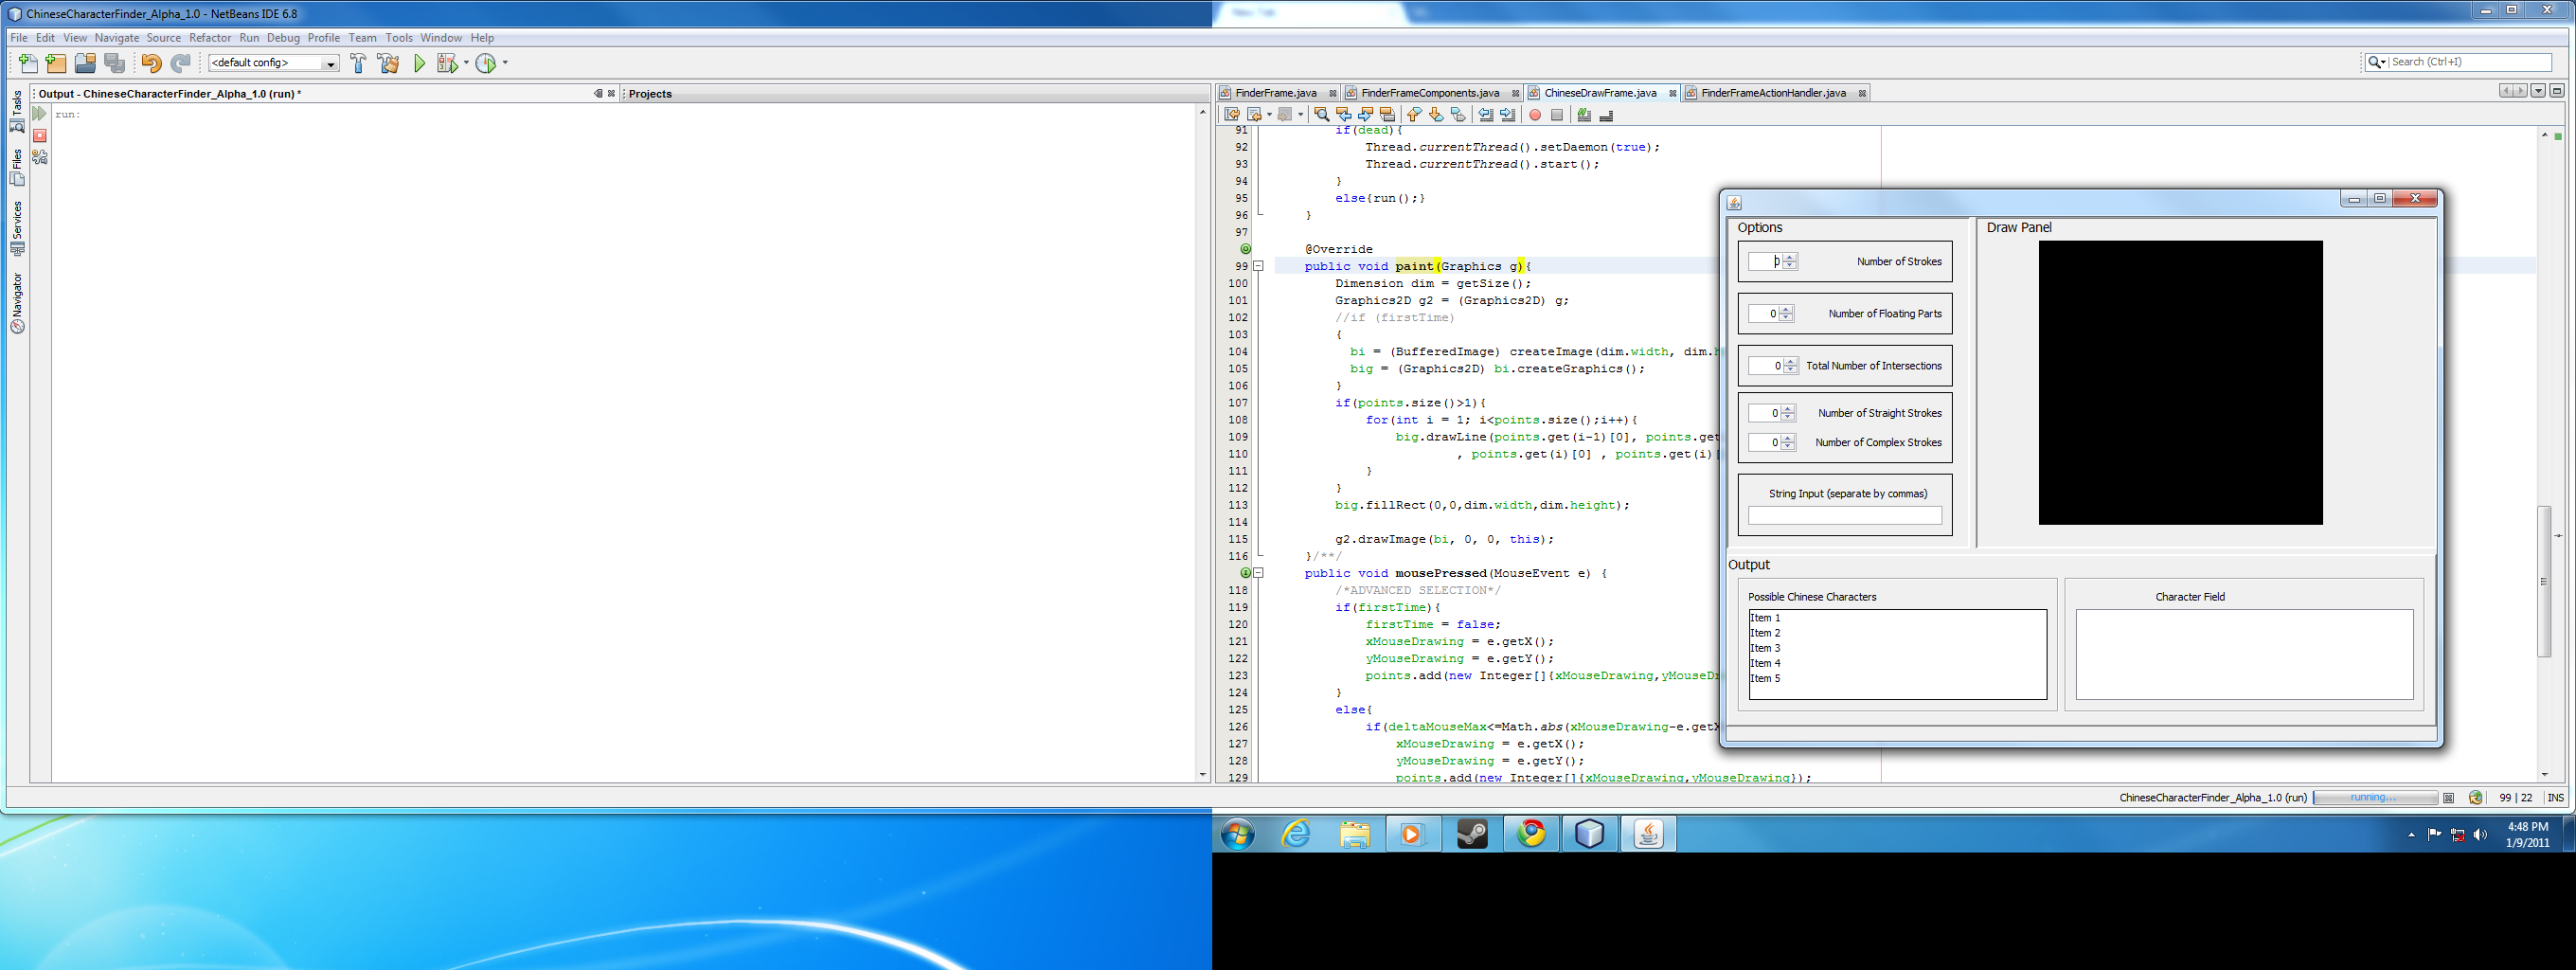 ChineseCharacterFinder_Alpha_1.0 - NetBeans IDE 6.8
New Tab
File Edit View Navigate Source Refactor Run Debug Profile Team Tools Window Help
<default config>
Search (Ctrl+I)
Output - ChineseCharacterFinder_Alpha_1.0 (run) *
Projects
FinderFrame.java
FinderFrameComponents.java
ChineseDrawFrame.java
FinderFrameActionHandler.java
Tasks
Files
Services
Navigator
run:
91 if(dead){
92 Thread.currentThread().setDaemon(true);
93 Thread.currentThread().start();
94 }
95 else{run();}
96 }
97
@Override
99 public void paint(Graphics g){
100 Dimension dim = getSize();
101 Graphics2D g2 = (Graphics2D) g;
102 //if (firstTime)
103 {
104 bi = (BufferedImage) createImage(dim.width, dim.
105 big = (Graphics2D) bi.createGraphics();
106 }
107 if(points.size()>1){
108 for(int i = 1; i<points.size();i++){
109 big.drawLine(points.get(i-1)[0], points.get
110 , points.get(i)[0] , points.get(i)[
111 }
112 }
113 big.fillRect(0,0,dim.width,dim.height);
114
115 g2.drawImage(bi, 0, 0, this);
116 }/**/
public void mousePressed(MouseEvent e) {
118 /*ADVANCED SELECTION*/
119 if(firstTime){
120 firstTime = false;
121 xMouseDrawing = e.getX();
122 yMouseDrawing = e.getY();
123 points.add(new Integer[]{xMouseDrawing,yMouseD
124 }
125 else{
126 if(deltaMouseMax<=Math.abs(xMouseDrawing-e.getX
127 xMouseDrawing = e.getX();
128 yMouseDrawing = e.getY();
129 points.add(new Integer[]{xMouseDrawing,yMouseDrawing});
Options
0 Number of Strokes
0 Number of Floating Parts
0 Total Number of Intersections
0 Number of Straight Strokes
0 Number of Complex Strokes
String Input (separate by commas)
Draw Panel
Output
Possible Chinese Characters
Item 1
Item 2
Item 3
Item 4
Item 5
Character Field
ChineseCharacterFinder_Alpha_1.0 (run)
running...
99 | 22
INS
4:48 PM
1/9/2011